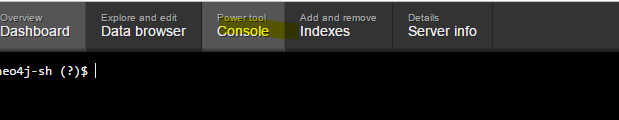 Overview
Dashboard
Explore and edit
Data browser
Power tool
Console
Add and remove
Indexes
Details
Server info
neo4j-sh (?)$